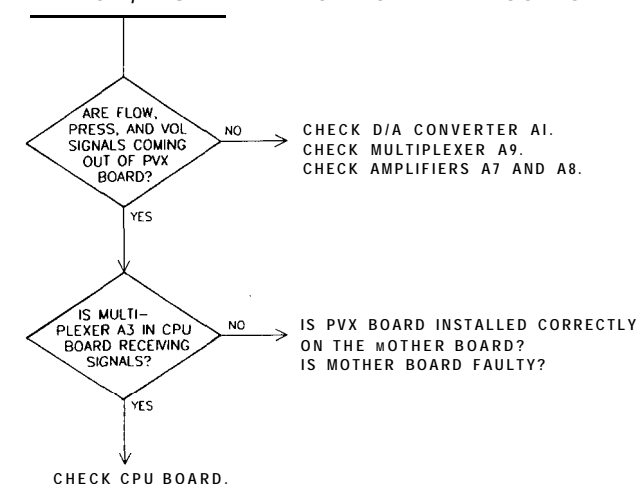 ARE FLOW,
PRESS, AND VOL
SIGNALS COMING
OUT OF PVX
BOARD?
NO
CHECK D/A CONVERTER AI.
CHECK MULTIPLEXER A9.
CHECK AMPLIFIERS A7 AND A8.
YES
IS MULTI-
PLEXER A3 IN CPU
BOARD RECEIVING
SIGNALS?
NO
IS PVX BOARD INSTALLED CORRECTLY
ON THE MOTHER BOARD?
IS MOTHER BOARD FAULTY?
YES
CHECK CPU BOARD.